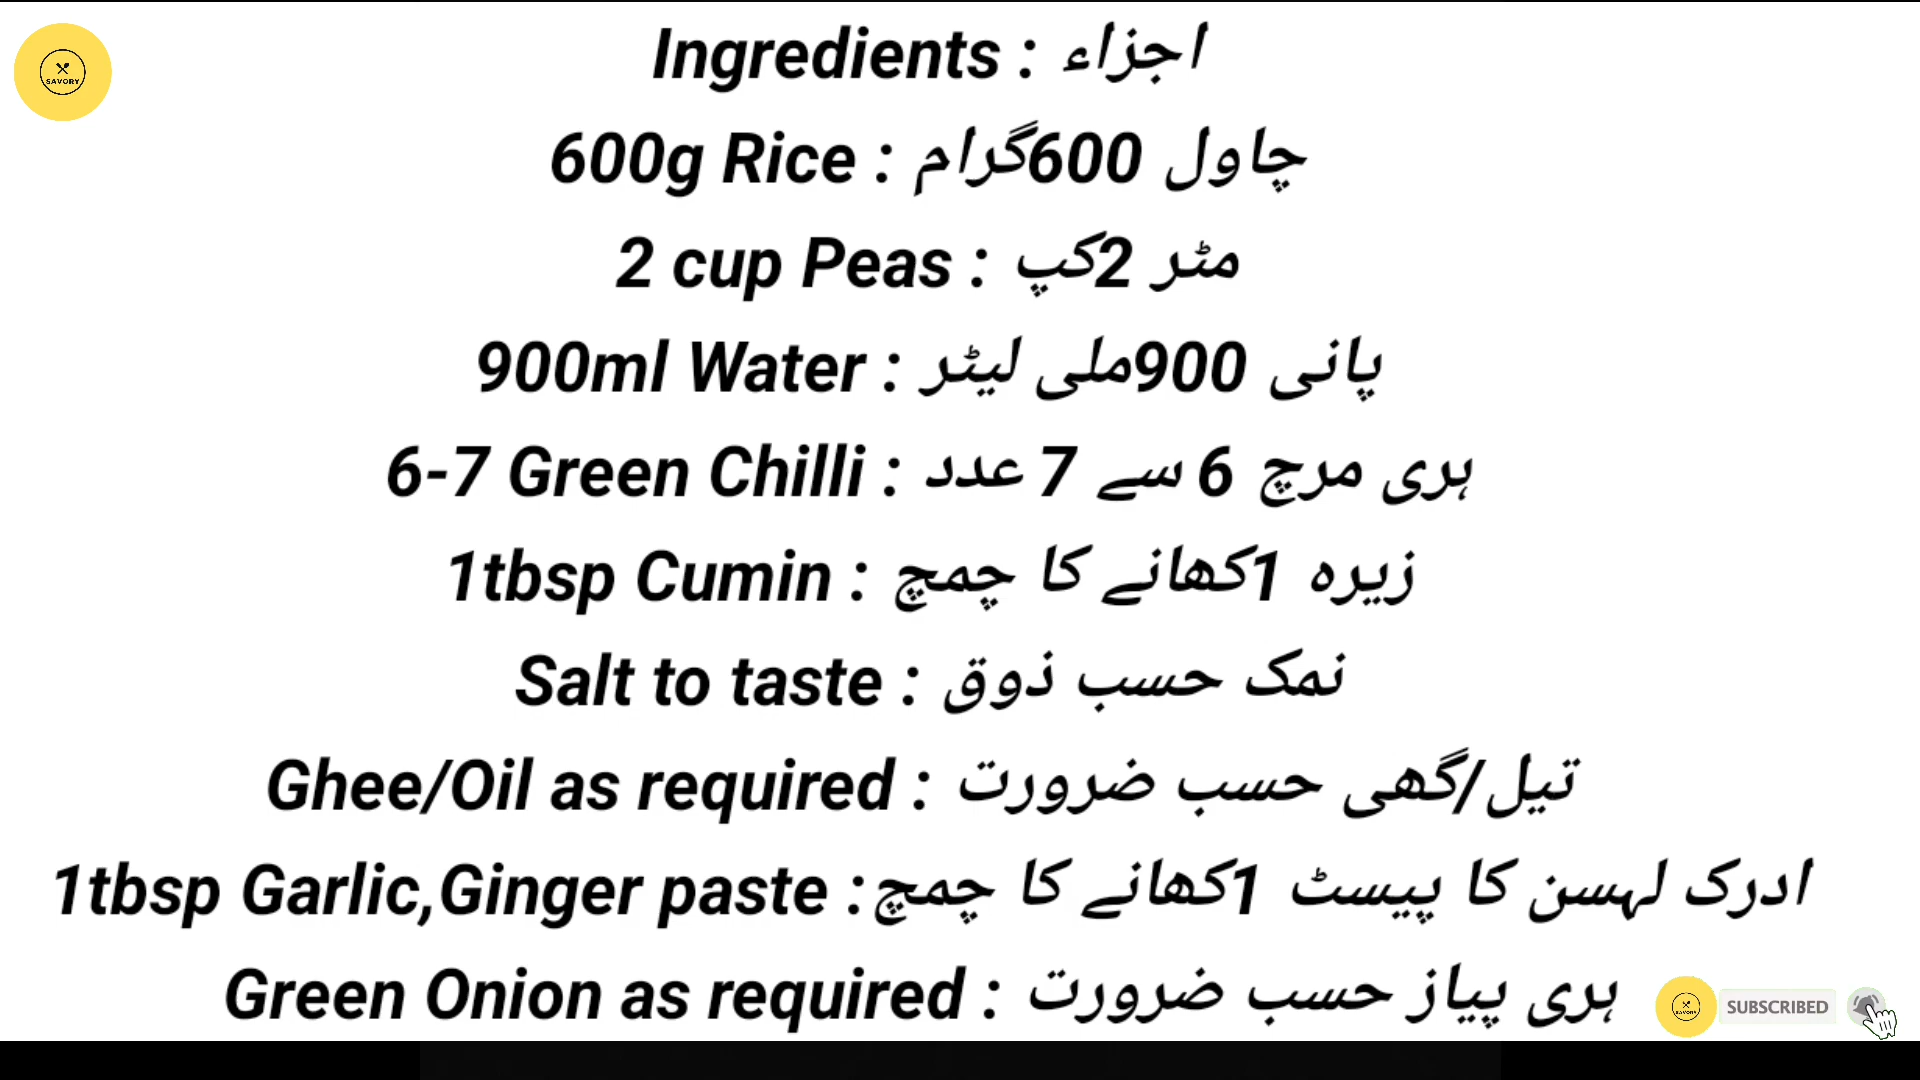 SAVORY
Ingredients : اجزاء
600g Rice : چاول 600گرام
2 cup Peas : مٹر 2کپ
900ml Water : پانی 900ملی لیٹر
6-7 Green Chilli : ہری مرچ 6 سے 7 عدد
1tbsp Cumin : زیرہ 1کھانے کا چمچ
Salt to taste : نمک حسب ذوق
Ghee/Oil as required : تیل/گھی حسب ضرورت
1tbsp Garlic,Ginger paste : ادرک لہسن کا پیسٹ 1کھانے کا چمچ
Green Onion as required : ہری پیاز حسب ضرورت
SAVORY SUBSCRIBED